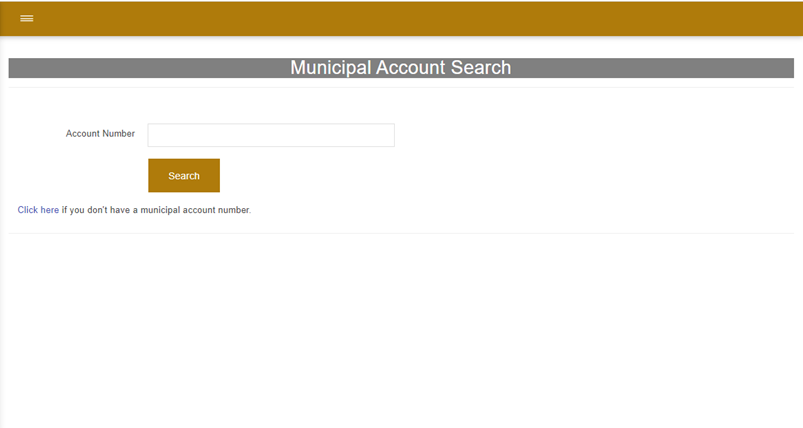 Municipal Account Search
Account Number
Search
Click here if you don't have a municipal account number.